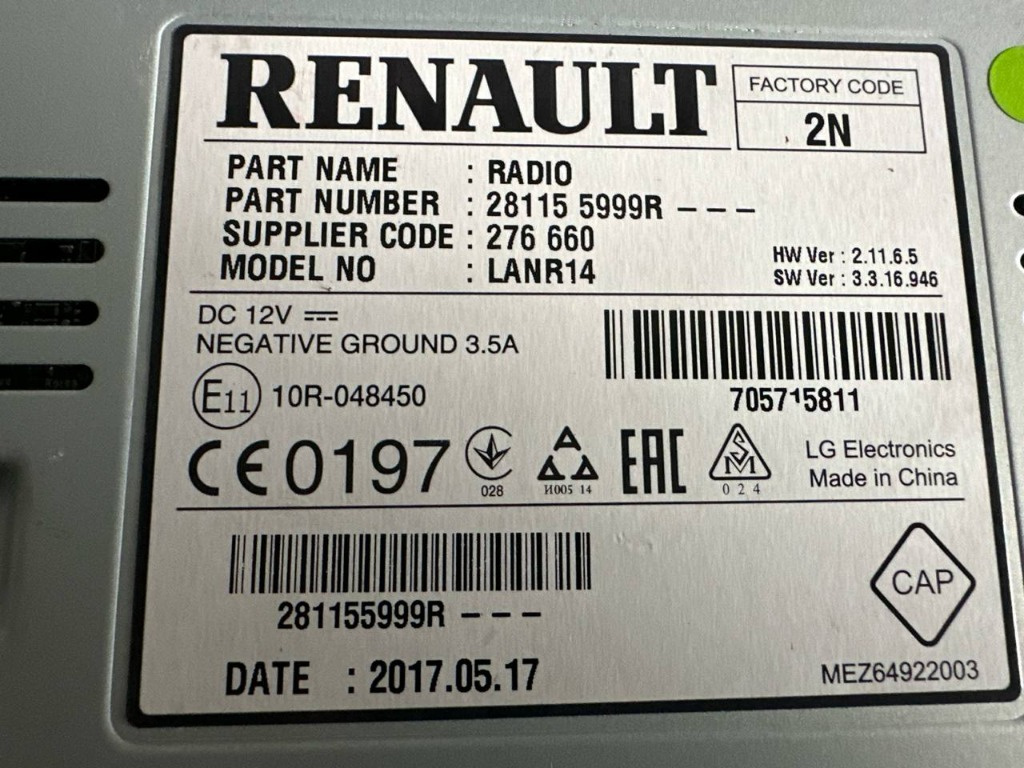 RENAULT
FACTORY CODE
2N
PART NAME : RADIO
PART NUMBER : 28115 5999R – – –
SUPPLIER CODE : 276 660
MODEL NO : LANR14
HW Ver : 2.11.6.5
SW Ver : 3.3.16.946
DC 12V
NEGATIVE GROUND 3.5A
705715811
E11 10R-048450
CE0197
028
И005 14
EAC
SM
024
LG Electronics
Made in China
281155999R – – –
CAP
DATE : 2017.05.17
MEZ64922003